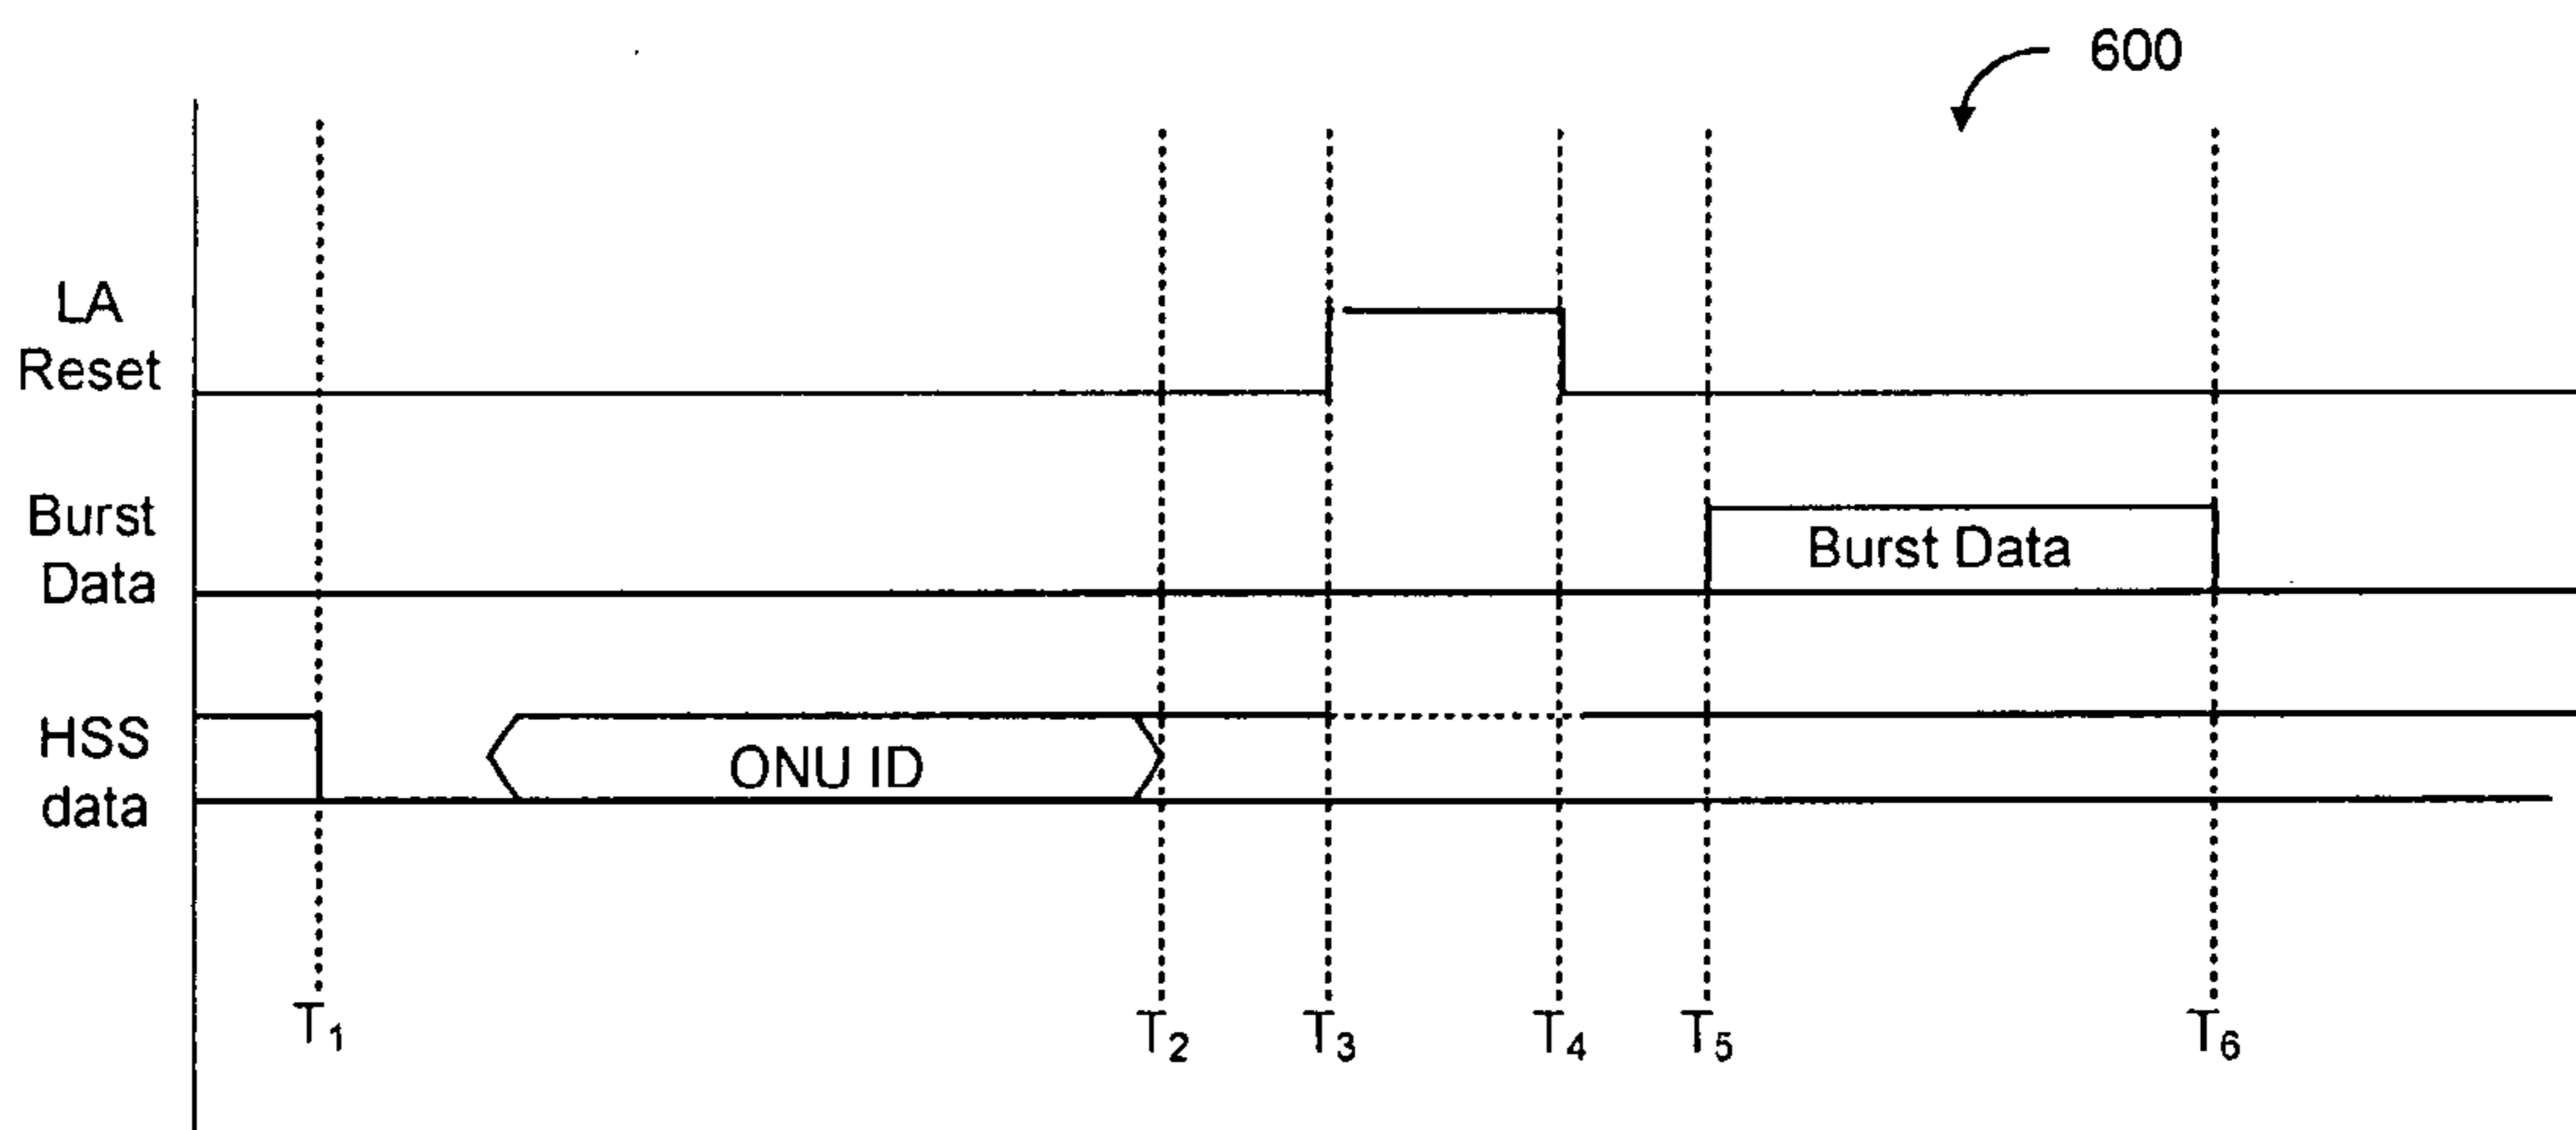 600
LA
Reset
Burst
Data
Burst Data
HSS
data
ONU ID
T1 T2 T3 T4 T5 T6